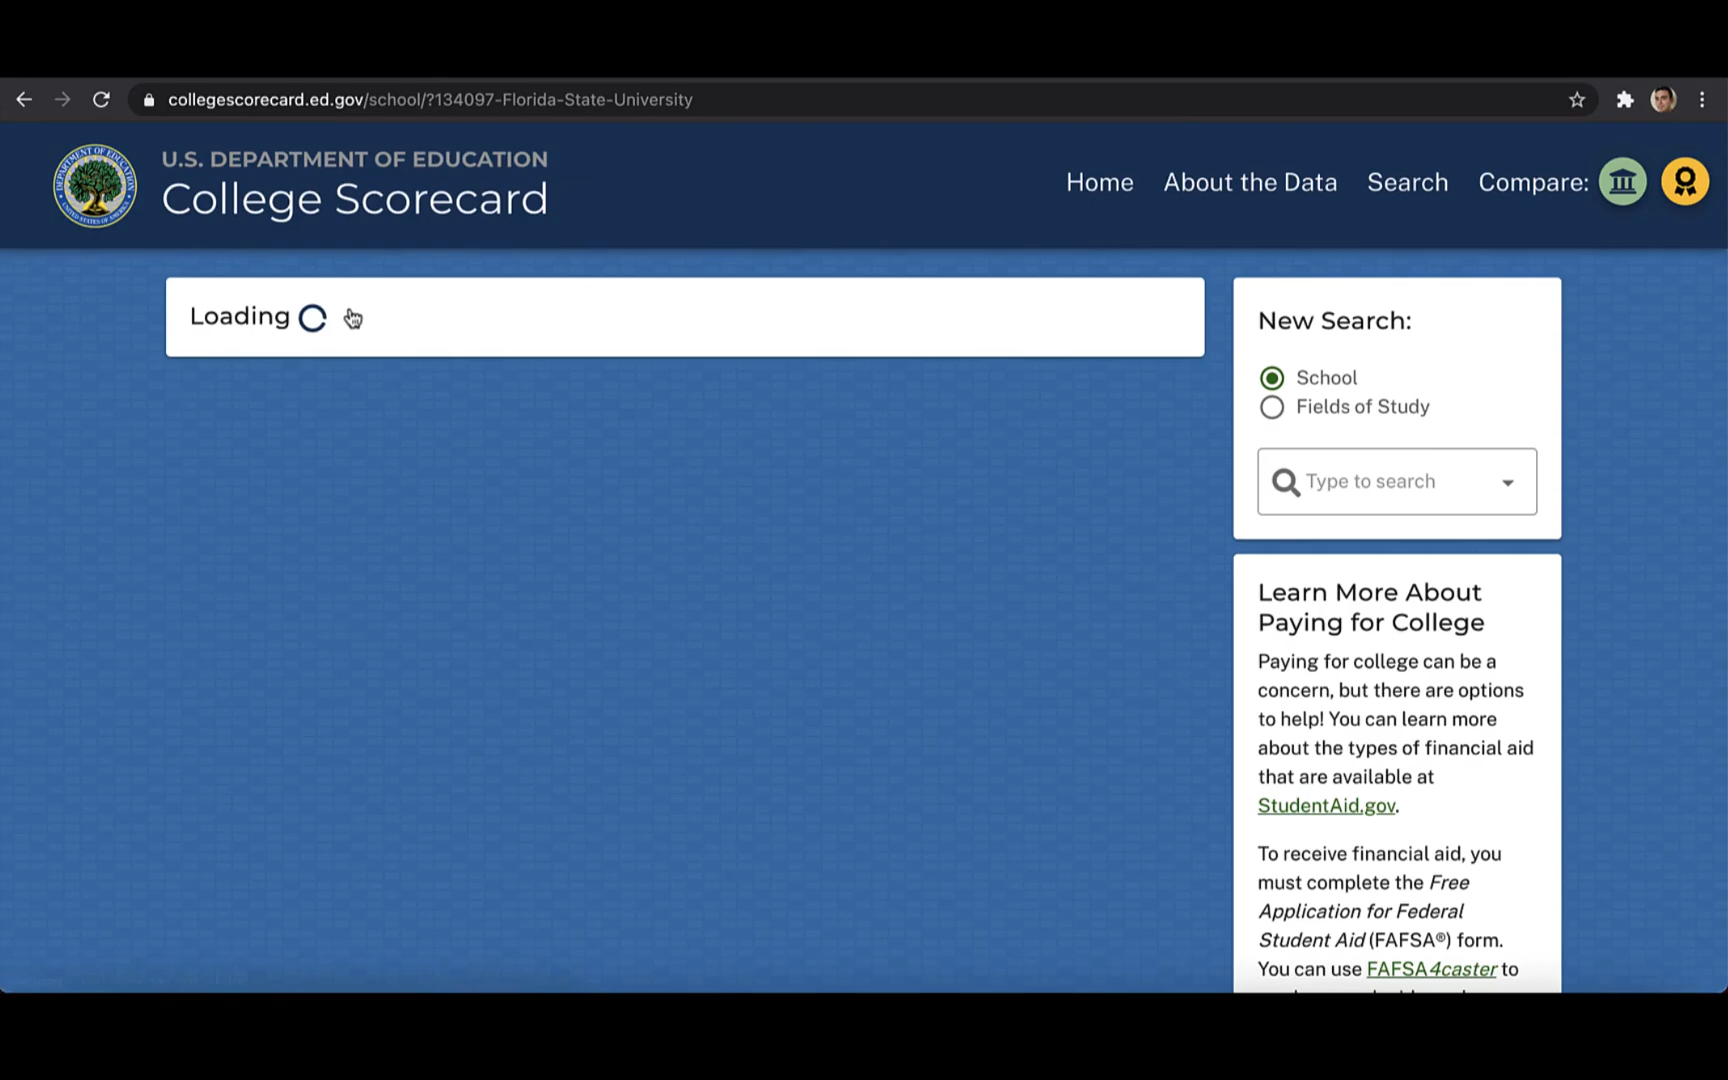 collegescorecard.ed.gov/school/?134097-Florida-State-University
U.S. DEPARTMENT OF EDUCATION
College Scorecard
Home About the Data Search Compare:
Loading
New Search:
School
Fields of Study
Type to search
Learn More About
Paying for College
Paying for college can be a
concern, but there are options
to help! You can learn more
about the types of financial aid
that are available at
StudentAid.gov.
To receive financial aid, you
must complete the Free
Application for Federal
Student Aid (FAFSA®) form.
You can use FAFSA4caster to